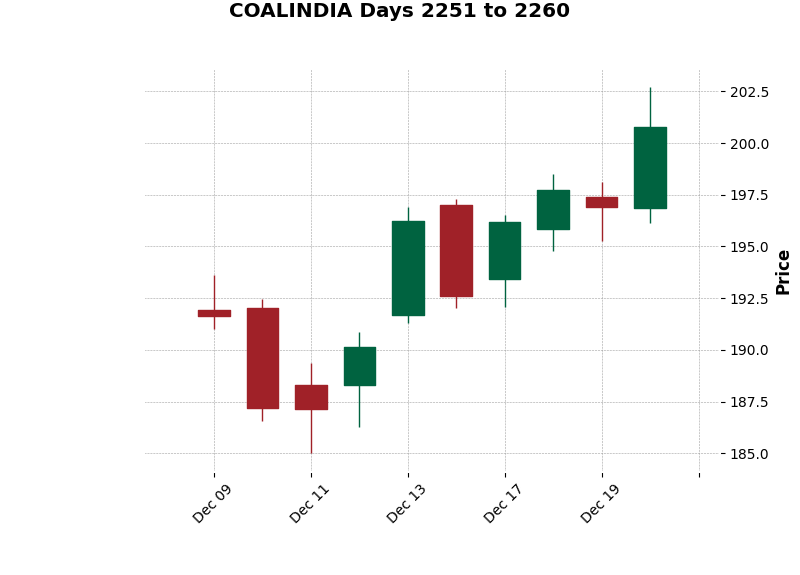 COALINDIA Days 2251 to 2260
202.5
200.0
197.5
195.0
192.5
190.0
187.5
185.0
Price
Dec 09
Dec 11
Dec 13
Dec 17
Dec 19